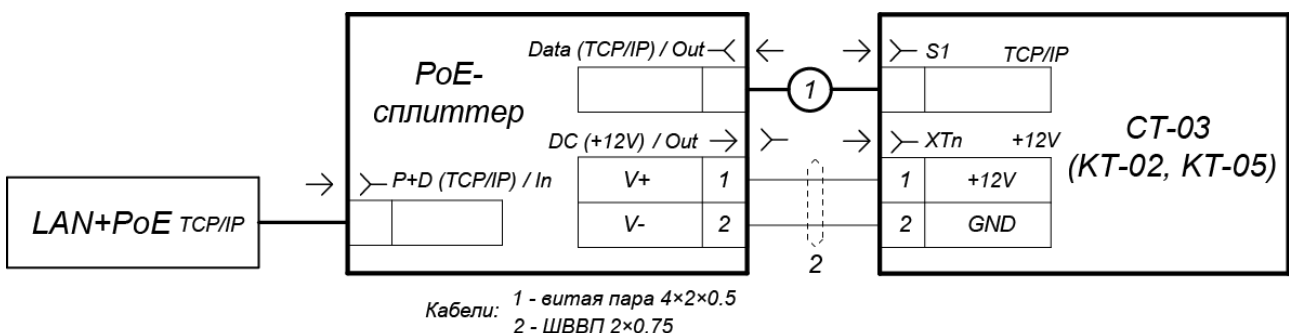 Data (TCP/IP) / Out
S1 TCP/IP
PoE-
сплиттер
1
CT-03
(KT-02, KT-05)
DC (+12V) / Out
XTn +12V
P+D (TCP/IP) / In
V+ 1
1 +12V
LAN+PoE TCP/IP
V- 2
2 GND
2
Кабели: 1 - витая пара 4×2×0.5
2 - ШВВП 2×0.75